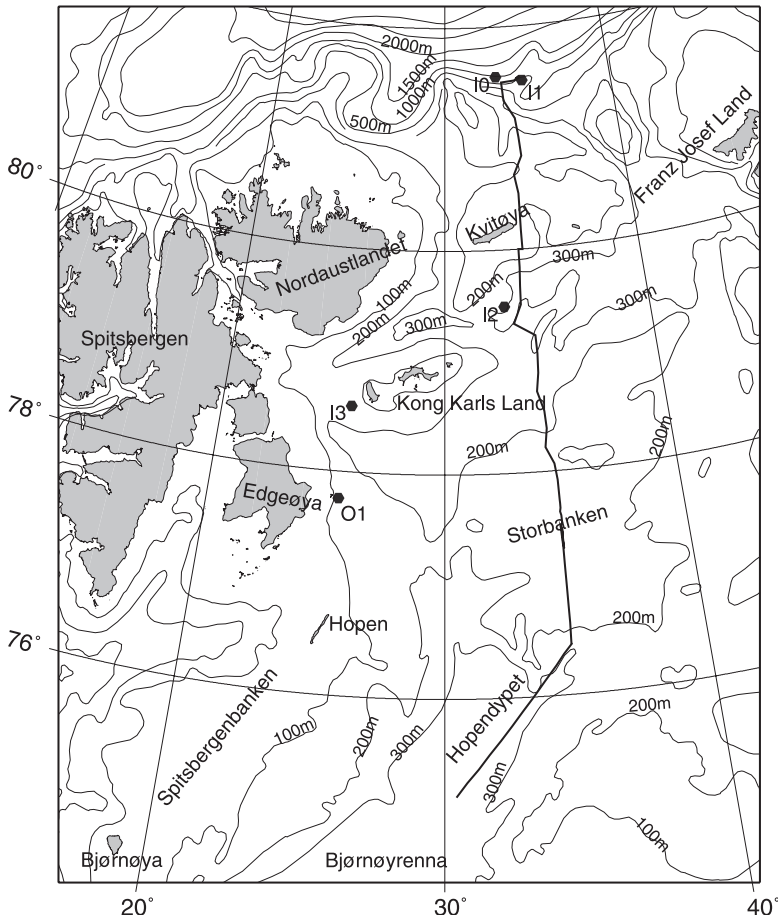 2000m
1500m
1000m
I0
I1
500m
Franz Josef Land
80°
Kvitøya
Nordaustlandet
300m
100m
200m
200m
300m
300m
I2
Spitsbergen
78°
I3
Kong Karls Land
200m
200m
Edgeøya
O1
Storbanken
Hopen
200m
76°
Spitsbergenbanken
Hopendypet
100m
200m
300m
200m
300m
100m
Bjørnøya
Bjørnøyrenna
20°
30°
40°